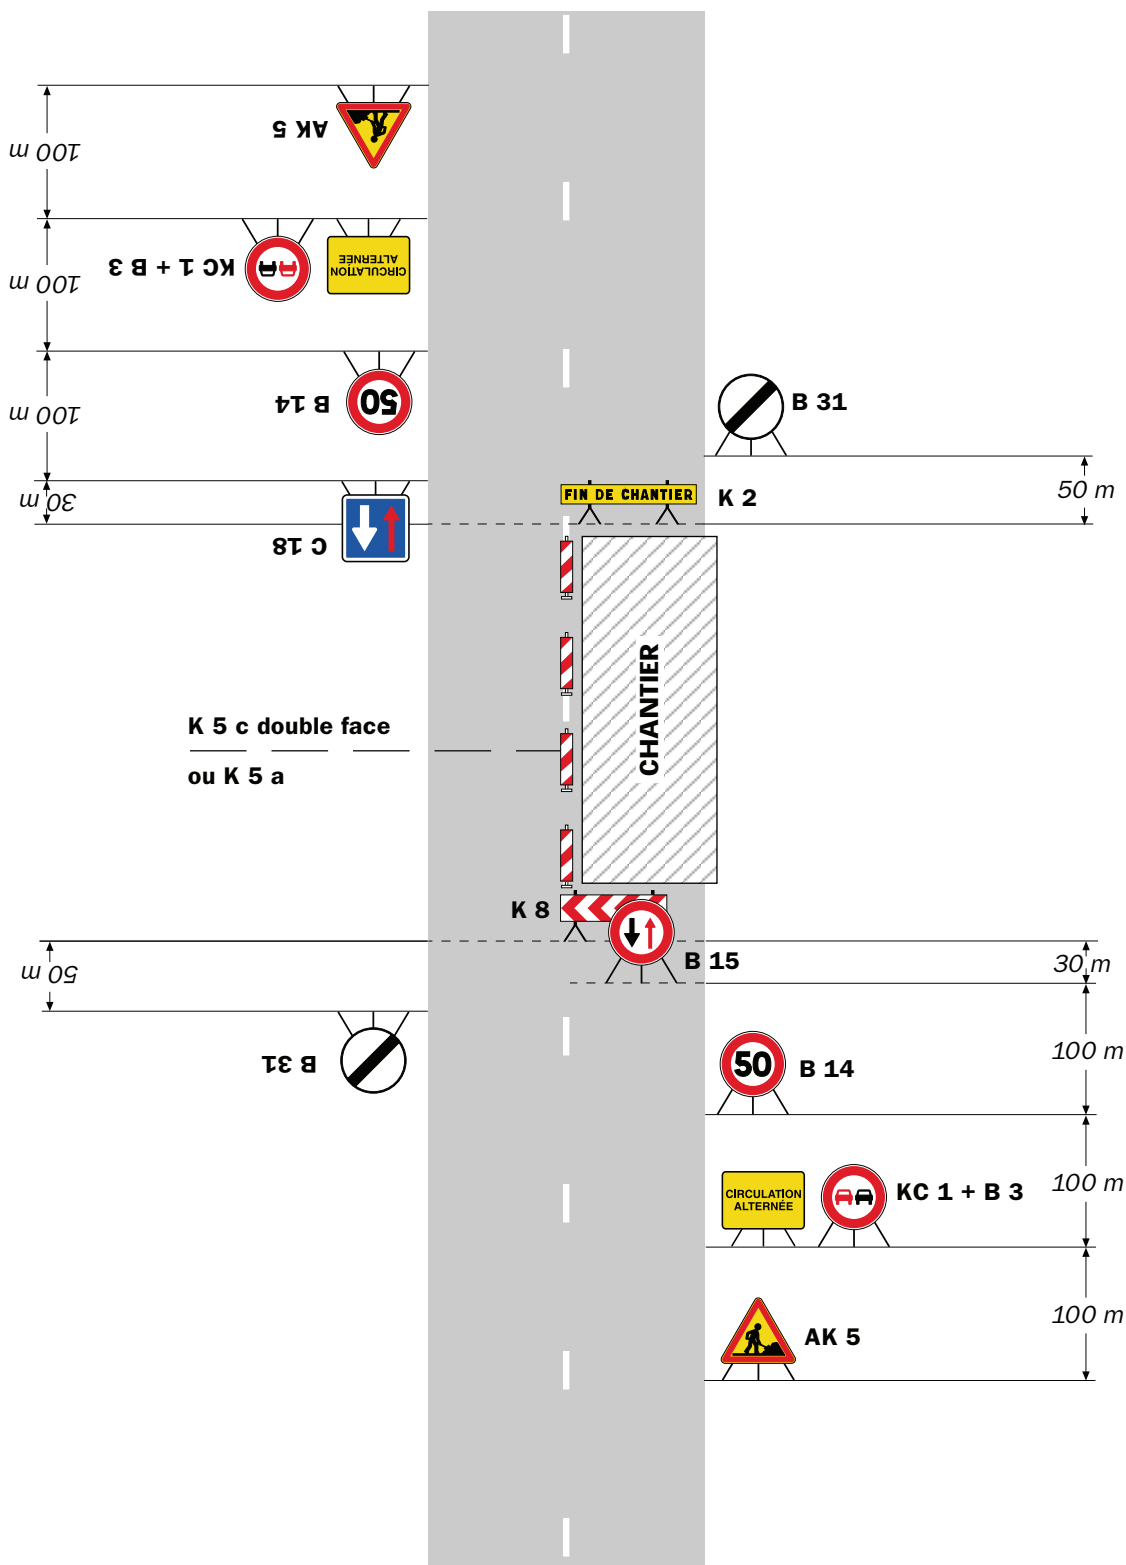 AK 5
100 m
KC 1 + B 3
CIRCULATION
ALTERNÉE
100 m
B 14
50
100 m
B 31
50 m
30 m
C 18
FIN DE CHANTIER
K 2
CHANTIER
K 5 c double face
ou K 5 a
K 8
B 15
30 m
50 m
B 31
50
B 14
100 m
CIRCULATION
ALTERNÉE
KC 1 + B 3
100 m
AK 5
100 m